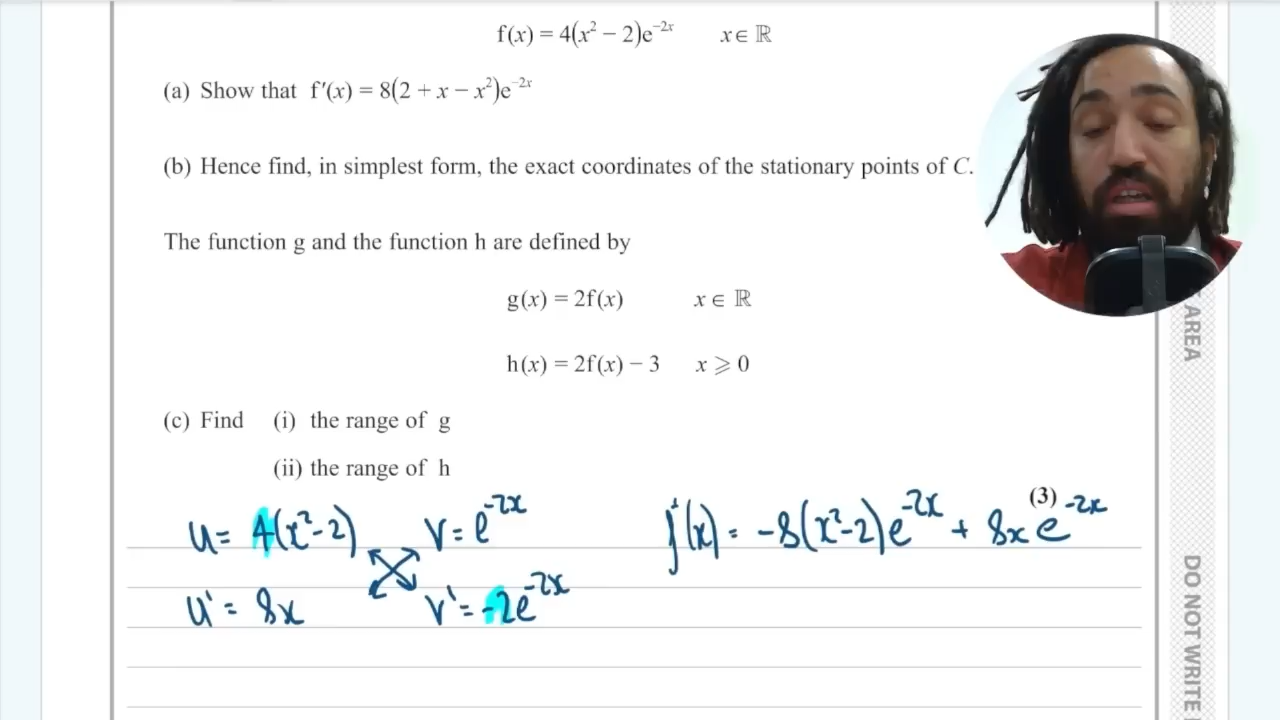 f(x) = 4(x² − 2)e⁻²ˣ x ∈ ℝ
(a) Show that f′(x) = 8(2 + x − x²)e⁻²ˣ
(b) Hence find, in simplest form, the exact coordinates of the stationary points of C.
The function g and the function h are defined by
g(x) = 2f(x) x ∈ ℝ
h(x) = 2f(x) − 3 x ⩾ 0
(c) Find (i) the range of g
(ii) the range of h
(3)
u = 4(x²-2) v = e⁻²ˣ f'(x) = -8(x²-2)e⁻²ˣ + 8x e⁻²ˣ
u' = 8x v' = -2e⁻²ˣ
AREA
DO NOT WRITE